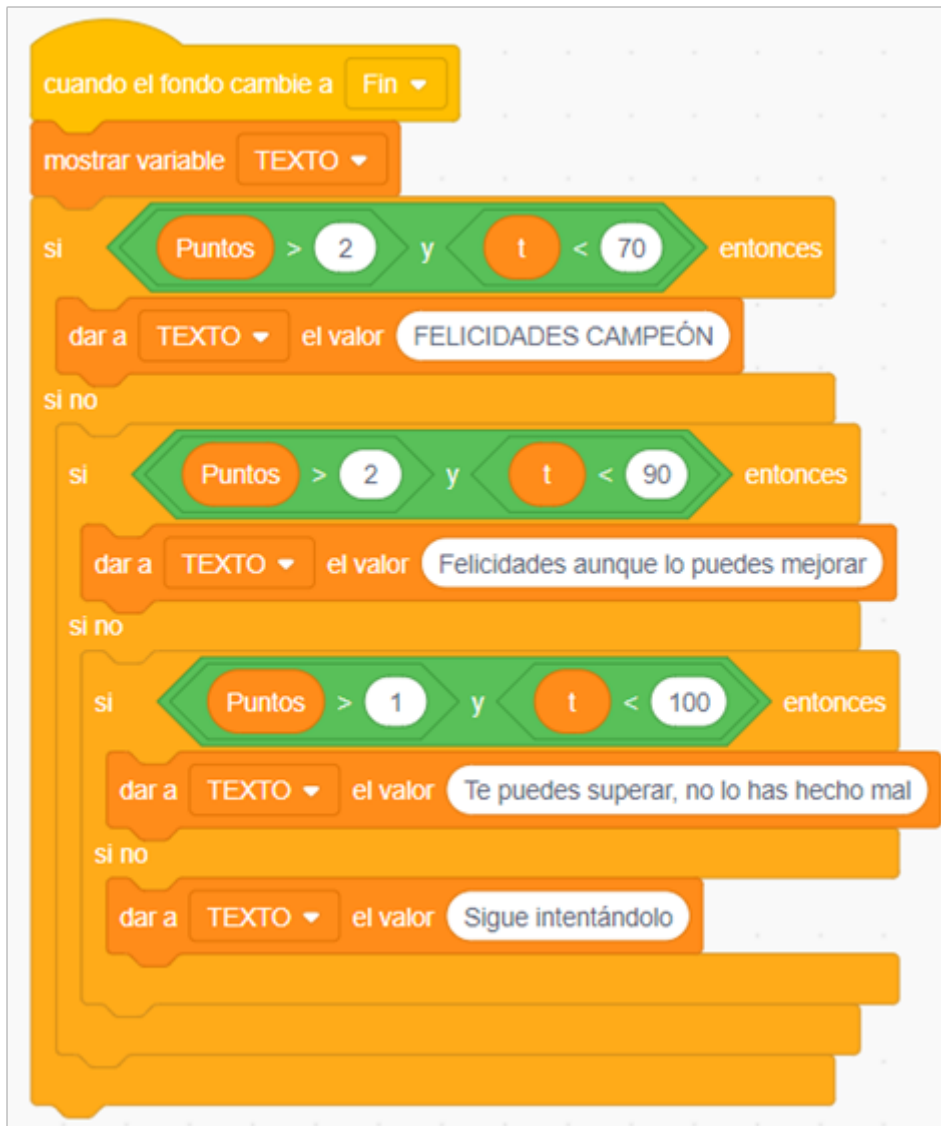 cuando el fondo cambie a Fin
mostrar variable TEXTO
si Puntos > 2 y t < 70 entonces
dar a TEXTO el valor FELICIDADES CAMPEÓN
si no
si Puntos > 2 y t < 90 entonces
dar a TEXTO el valor Felicidades aunque lo puedes mejorar
si no
si Puntos > 1 y t < 100 entonces
dar a TEXTO el valor Te puedes superar, no lo has hecho mal
si no
dar a TEXTO el valor Sigue intentándolo